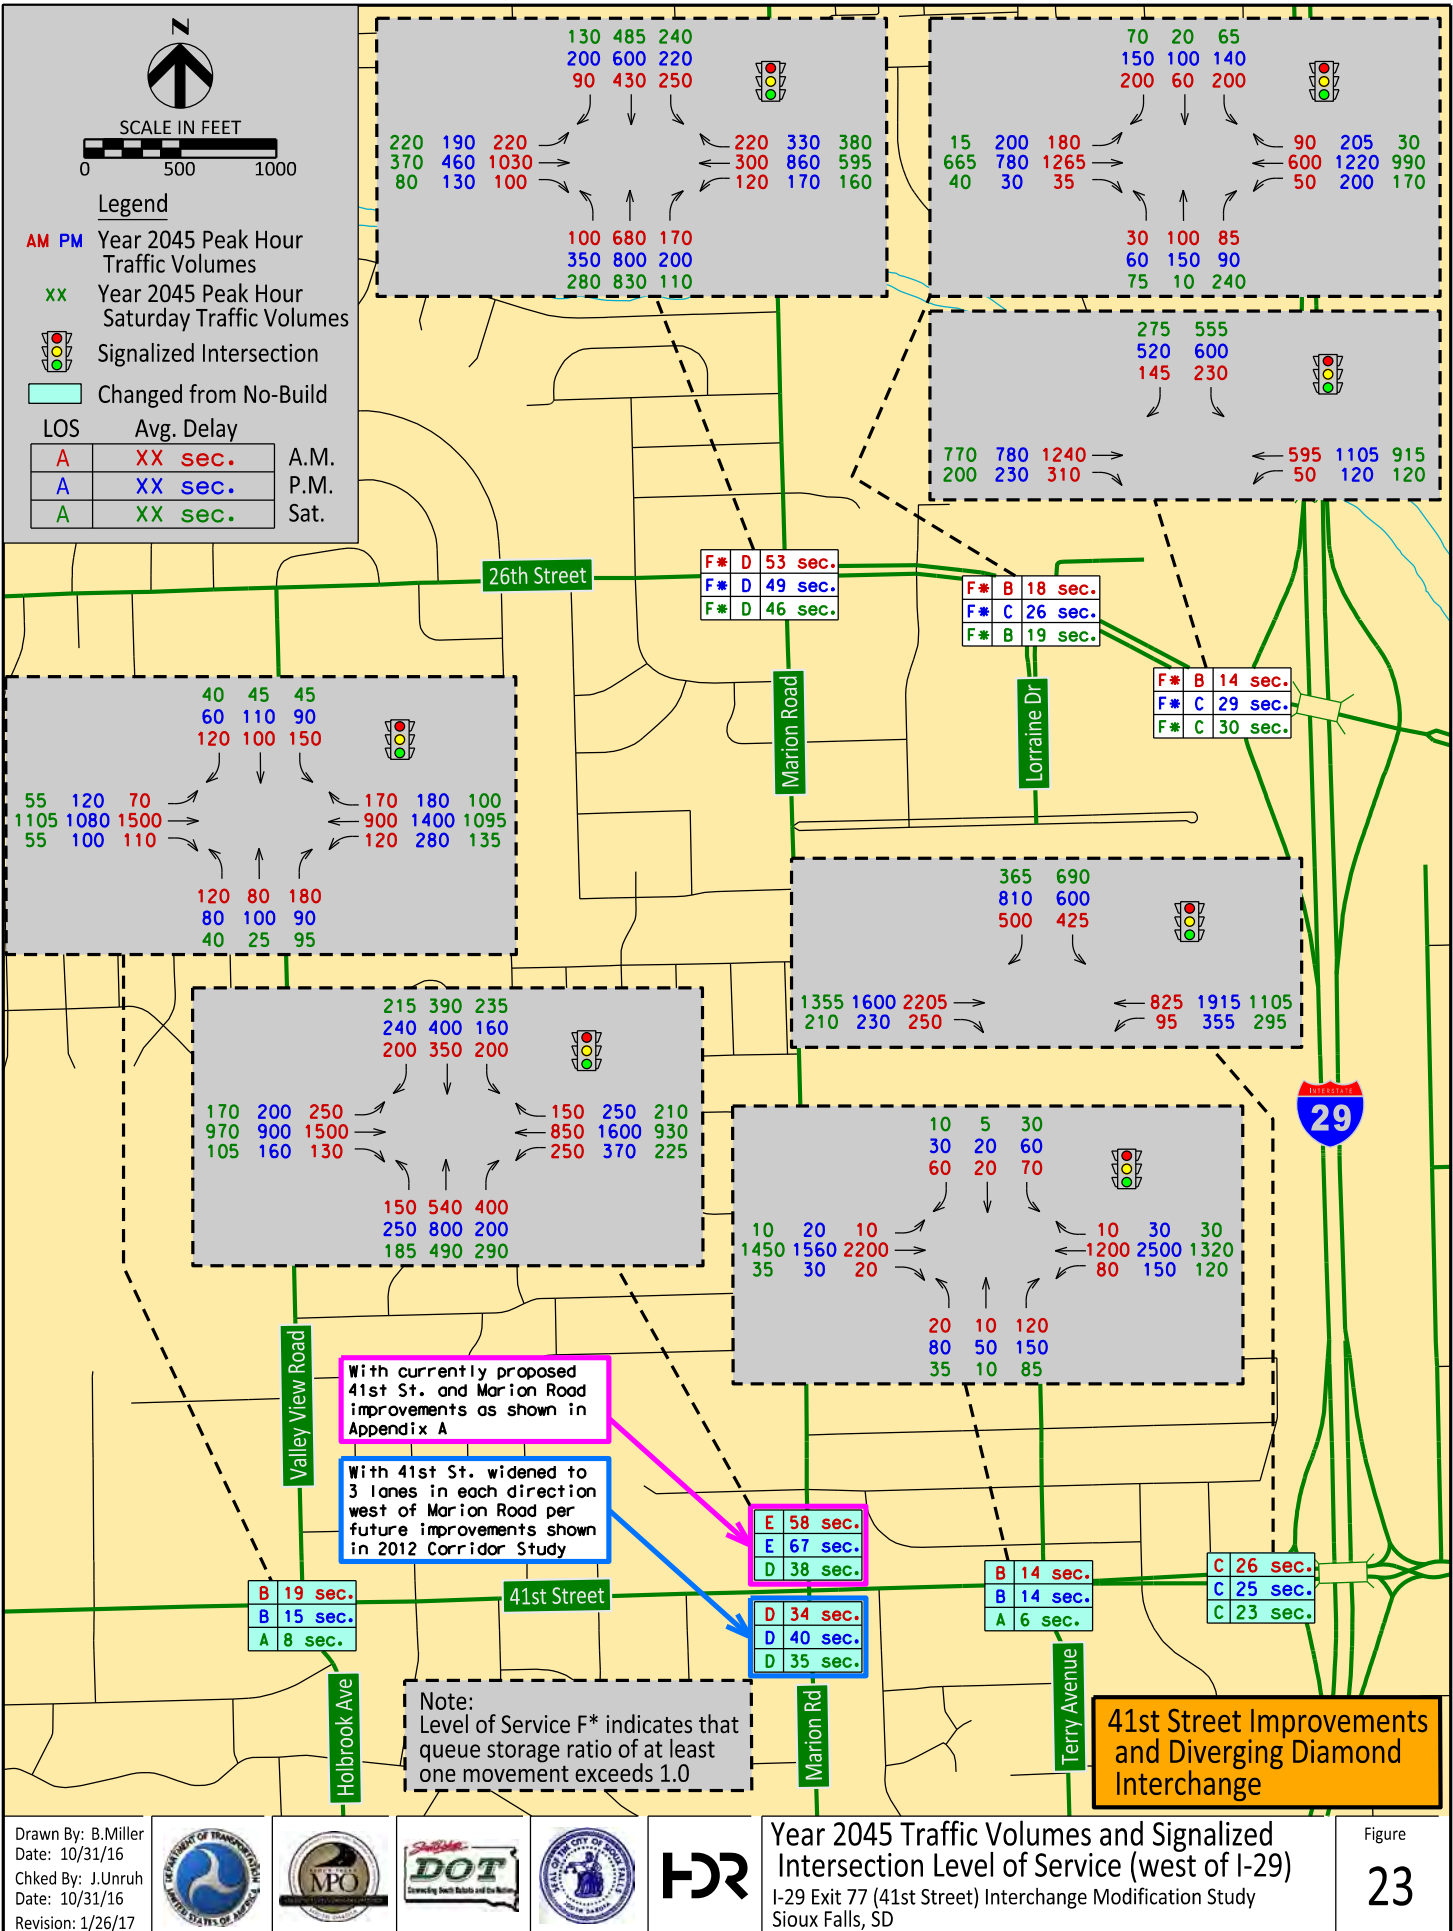 N
SCALE IN FEET
0 500 1000
Legend
AM PM Year 2045 Peak Hour
Traffic Volumes
XX Year 2045 Peak Hour
Saturday Traffic Volumes
Signalized Intersection
Changed from No-Build
LOS Avg. Delay
A XX sec. A.M.
A XX sec. P.M.
A XX sec. Sat.
130 485 240
200 600 220
90 430 250
220 190 220 220 330 380
370 460 1030 300 860 595
80 130 100 120 170 160
100 680 170
350 800 200
280 830 110
70 20 65
150 100 140
200 60 200
15 200 180 90 205 30
665 780 1265 600 1220 990
40 30 35 50 200 170
30 100 85
60 150 90
75 10 240
275 555
520 600
145 230
770 780 1240 595 1105 915
200 230 310 50 120 120
26th Street
F* D 53 sec.
F* D 49 sec.
F* D 46 sec.
F* B 18 sec.
F* C 26 sec.
F* B 19 sec.
F* B 14 sec.
F* C 29 sec.
F* C 30 sec.
Marion Road
Lorraine Dr
40 45 45
60 110 90
120 100 150
55 120 70 170 180 100
1105 1080 1500 900 1400 1095
55 100 110 120 280 135
120 80 180
80 100 90
40 25 95
365 690
810 600
500 425
1355 1600 2205 825 1915 1105
210 230 250 95 355 295
215 390 235
240 400 160
200 350 200
170 200 250 150 250 210
970 900 1500 850 1600 930
105 160 130 250 370 225
150 540 400
250 800 200
185 490 290
INTERSTATE
29
10 5 30
30 20 60
60 20 70
10 20 10 10 30 30
1450 1560 2200 1200 2500 1320
35 30 20 80 150 120
20 10 120
80 50 150
35 10 85
Valley View Road
With currently proposed
41st St. and Marion Road
improvements as shown in
Appendix A
With 41st St. widened to
3 lanes in each direction
west of Marion Road per
future improvements shown
in 2012 Corridor Study
E 58 sec.
E 67 sec.
D 38 sec.
B 19 sec.
B 15 sec.
A 8 sec.
41st Street
D 34 sec.
D 40 sec.
D 35 sec.
B 14 sec.
B 14 sec.
A 6 sec.
C 26 sec.
C 25 sec.
C 23 sec.
Holbrook Ave
Marion Rd
Terry Avenue
Note:
Level of Service F* indicates that
queue storage ratio of at least
one movement exceeds 1.0
41st Street Improvements
and Diverging Diamond
Interchange
Drawn By: B.Miller
Date: 10/31/16
Chked By: J.Unruh
Date: 10/31/16
Revision: 1/26/17
MPO
South Dakota
DOT
Connecting South Dakota and the Nation
SEAL OF THE CITY OF SIOUX FALLS
SOUTH DAKOTA
HDR
Year 2045 Traffic Volumes and Signalized
Intersection Level of Service (west of I-29)
I-29 Exit 77 (41st Street) Interchange Modification Study
Sioux Falls, SD
Figure
23